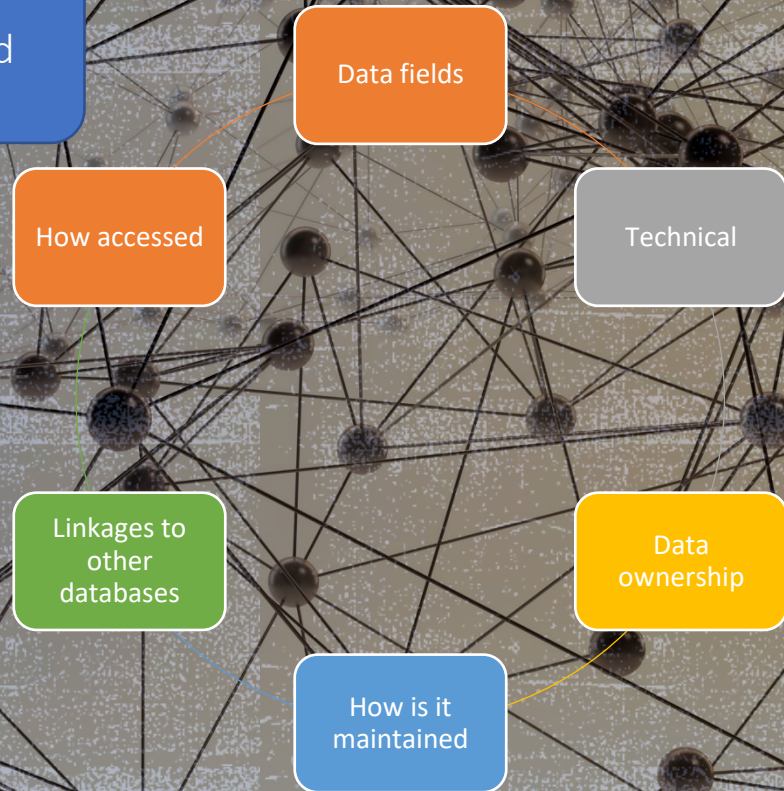 Data fields
How accessed
Technical
Linkages to
other
databases
Data
ownership
How is it
maintained